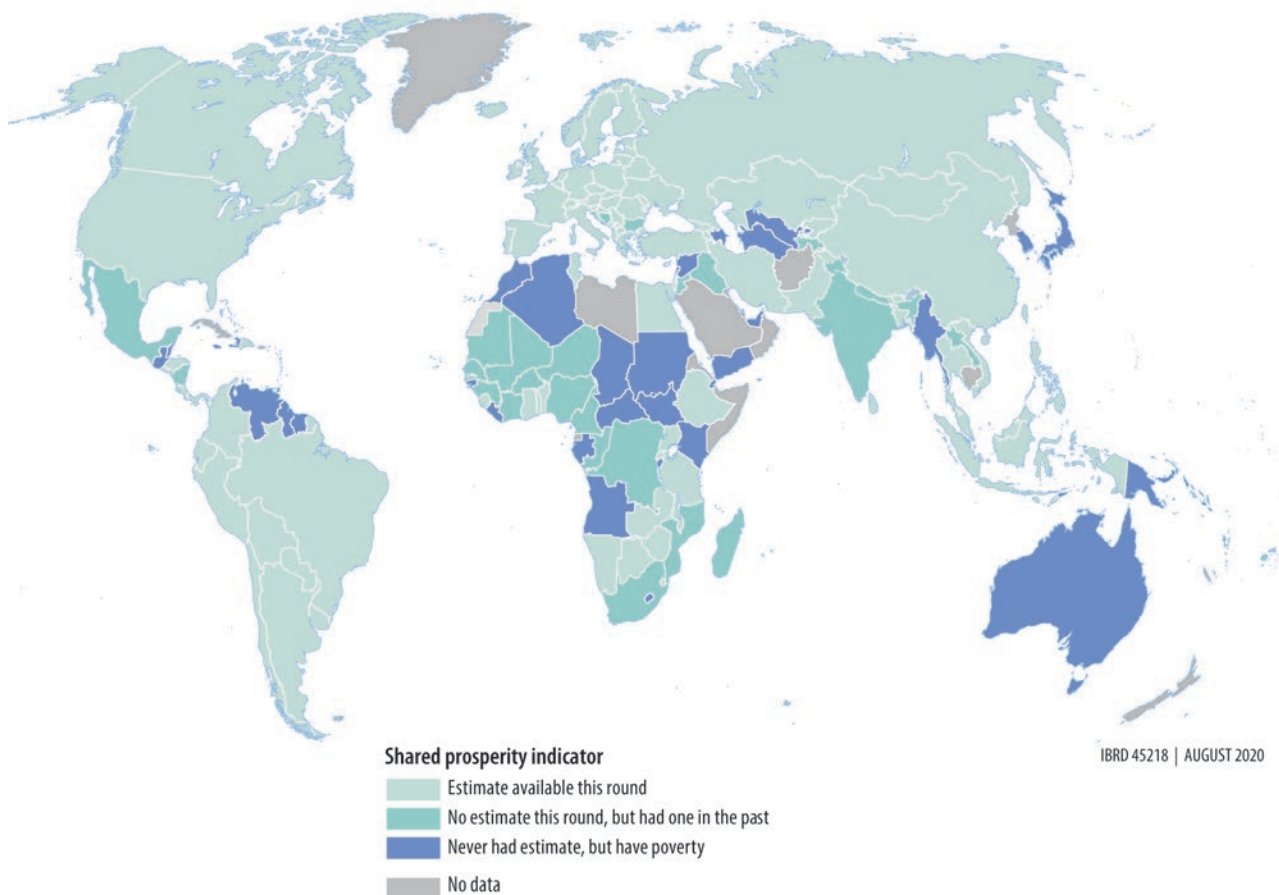 Shared prosperity indicator
Estimate available this round
No estimate this round, but had one in the past
Never had estimate, but have poverty
No data
IBRD 45218 | AUGUST 2020